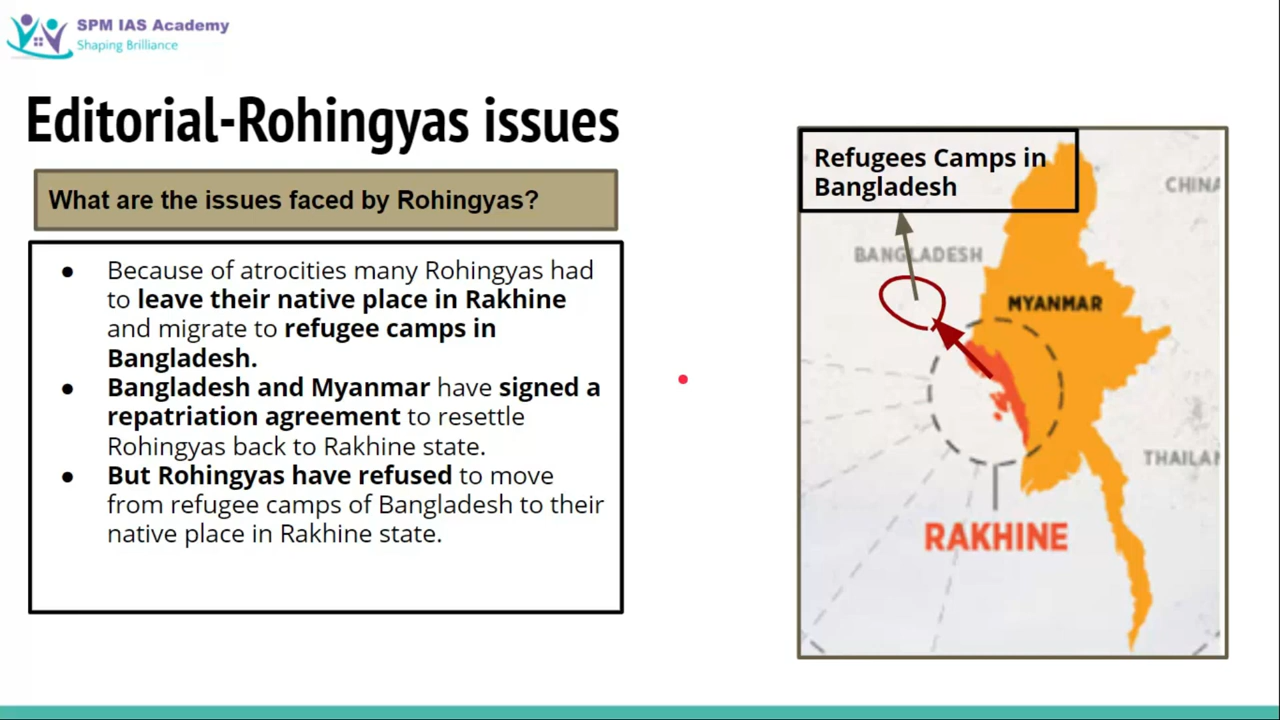 SPM IAS Academy
Shaping Brilliance
Editorial-Rohingyas issues
What are the issues faced by Rohingyas?
● Because of atrocities many Rohingyas had
to leave their native place in Rakhine
and migrate to refugee camps in
Bangladesh.
● Bangladesh and Myanmar have signed a
repatriation agreement to resettle
Rohingyas back to Rakhine state.
● But Rohingyas have refused to move
from refugee camps of Bangladesh to their
native place in Rakhine state.
Refugees Camps in
Bangladesh
CHINA
BANGLADESH
MYANMAR
THAILAN
RAKHINE